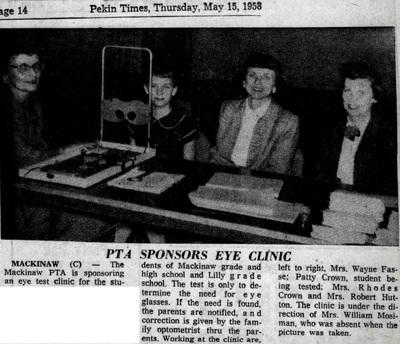 age 14
Pekin Times, Thursday, May 15, 1958
PTA SPONSORS EYE CLINIC
MACKINAW (C) — The
Mackinaw PTA is sponsoring
an eye test clinic for the stu-
dents of Mackinaw grade and
high school and Lilly grade
school. The test is only to de-
termine the need for eye
glasses. If the need is found,
the parents are notified, and
correction is given by the fam-
ily optometrist thru the par-
ents. Working at the clinic are,
left to right, Mrs. Wayne Fas-
se; Patty Crown, student be-
ing tested; Mrs. Rhodes
Crown and Mrs. Robert Hut-
ton. The clinic is under the di-
rection of Mrs. William Mosi-
man, who was absent when the
picture was taken.